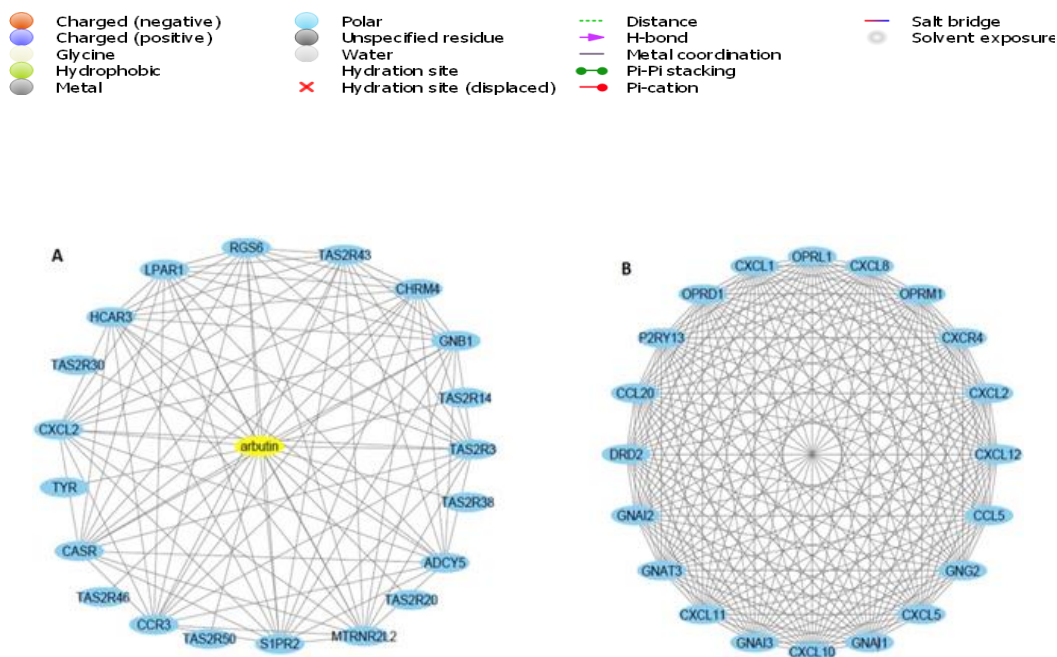 Charged (negative)
Charged (positive)
Glycine
Hydrophobic
Metal
Polar
Unspecified residue
Water
Hydration site
Hydration site (displaced)
Distance
H-bond
Metal coordination
Pi-Pi stacking
Pi-cation
Salt bridge
Solvent exposure
A
RGS6
TAS2R43
LPAR1
CHRM4
HCAR3
GNB1
TAS2R30
TAS2R14
CXCL2
arbutin
TAS2R3
TYR
TAS2R38
CASR
ADCY5
TAS2R46
TAS2R20
CCR3
TAS2R50
S1PR2
MTRNR2L2
B
OPRL1
CXCL1
CXCL8
OPRD1
OPRM1
P2RY13
CXCR4
CCL20
CXCL2
DRD2
CXCL12
GNAI2
CCL5
GNAT3
GNG2
CXCL11
CXCL5
GNAI3
GNAI1
CXCL10